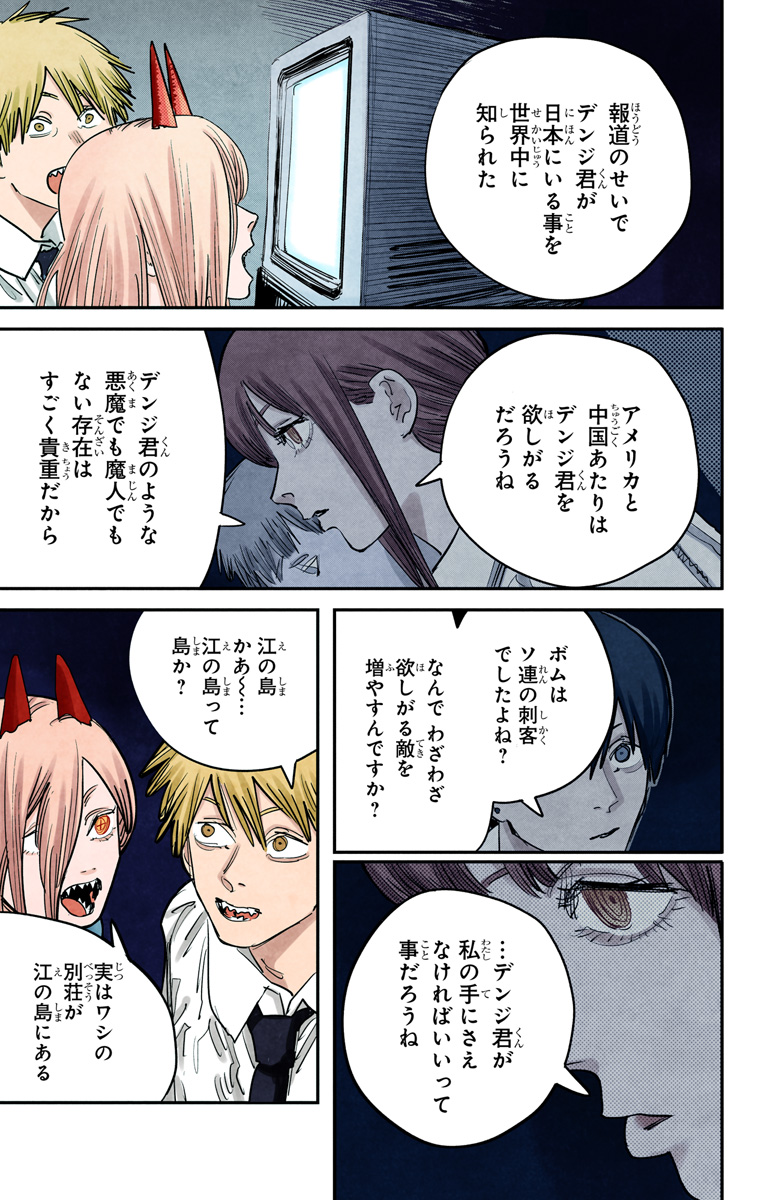 報道のせいで
デンジ君が
日本にいる事を
世界中に
知られた
アメリカと
中国あたりは
デンジ君を
欲しがる
だろうね
デンジ君のような
悪魔でも魔人でも
ない存在は
すごく貴重だから
ボムは
ソ連の刺客
でしたよね?
なんで わざわざ
欲しがる敵を
増やすんですか?
…デンジ君が
私の手にさえ
なければいいって
事だろうね
江の島
かあ〜…
江の島って
島か?
実はワシの
別荘が
江の島にある